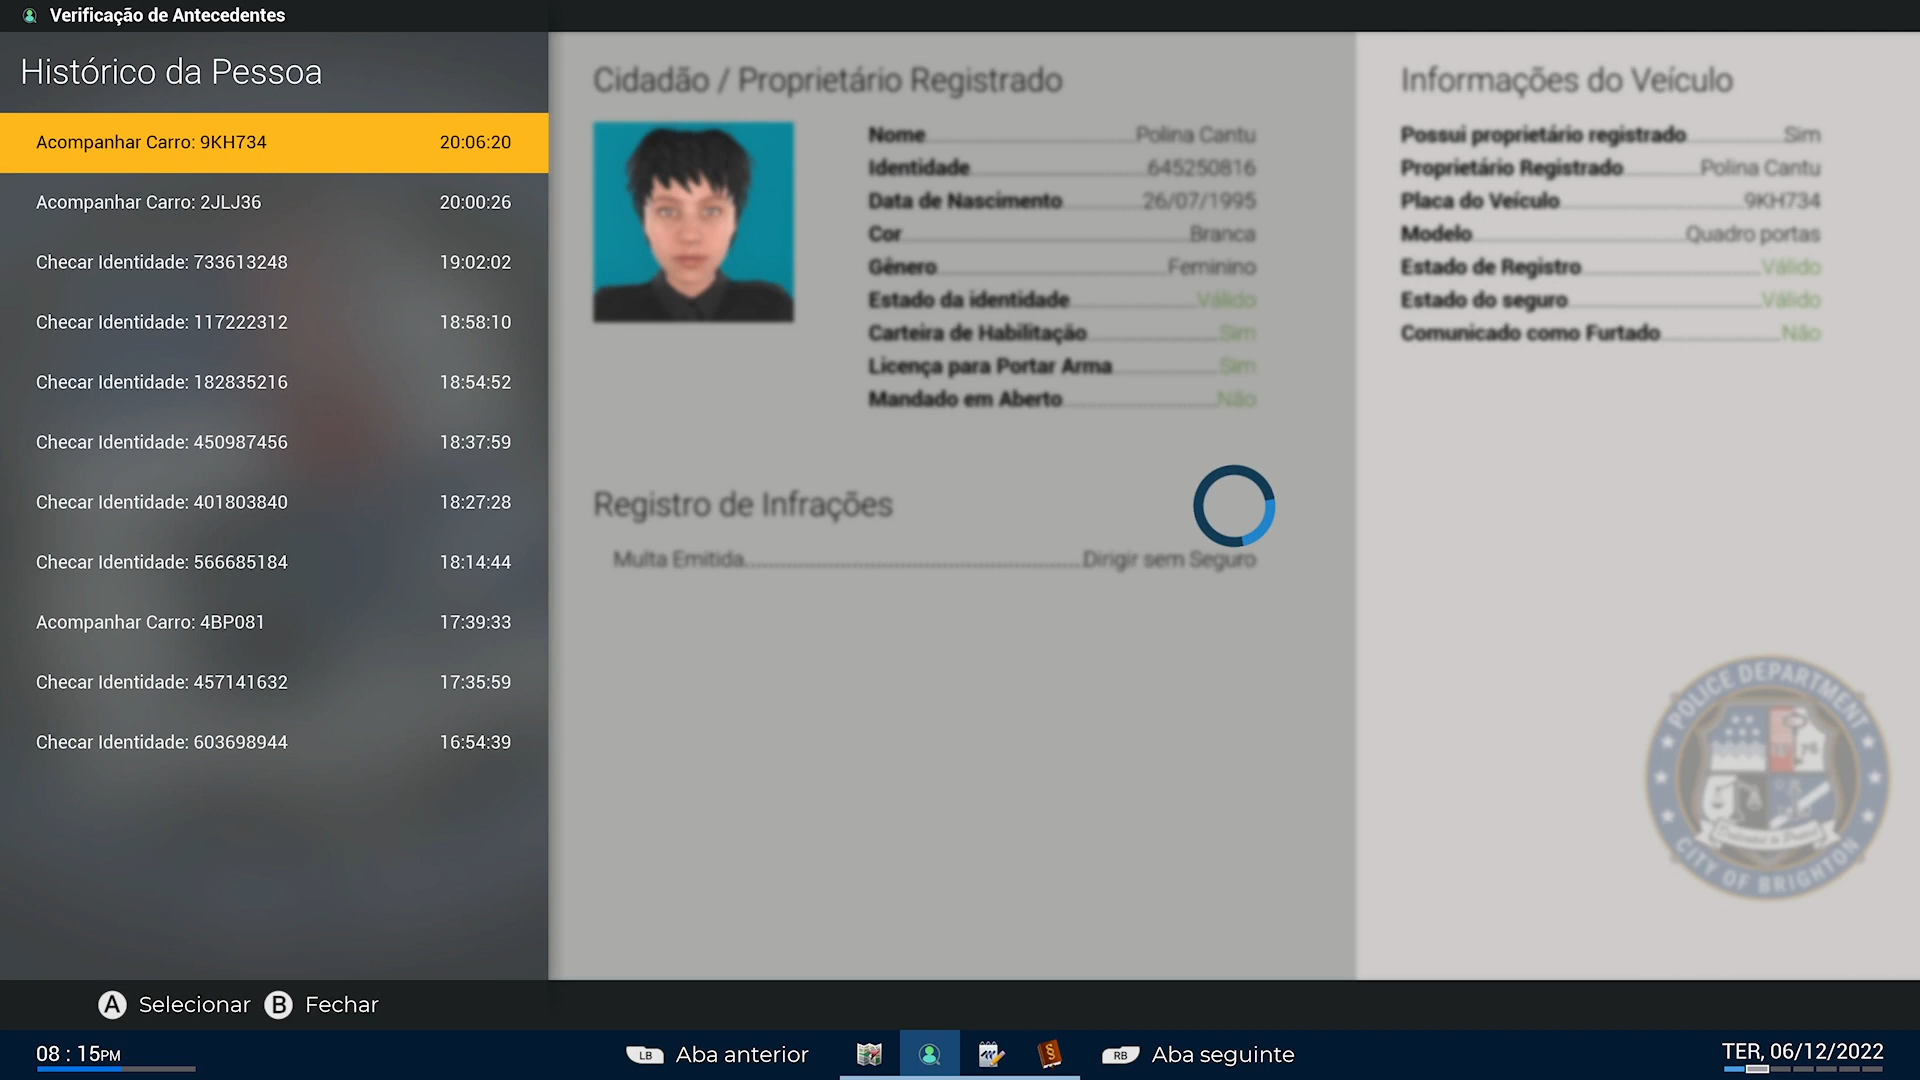 Verificação de Antecedentes
Histórico da Pessoa
Acompanhar Carro: 9KH734 20:06:20
Acompanhar Carro: 2JLJ36 20:00:26
Checar Identidade: 733613248 19:02:02
Checar Identidade: 117222312 18:58:10
Checar Identidade: 182835216 18:54:52
Checar Identidade: 450987456 18:37:59
Checar Identidade: 401803840 18:27:28
Checar Identidade: 566685184 18:14:44
Acompanhar Carro: 4BP081 17:39:33
Checar Identidade: 457141632 17:35:59
Checar Identidade: 603698944 16:54:39
Cidadão / Proprietário Registrado
Nome Polina Cantu
Identidade 645250816
Data de Nascimento 26/07/1995
Cor Branca
Gênero Feminino
Estado da identidade Válido
Carteira de Habilitação Sim
Licença para Portar Arma Sim
Mandado em Aberto Não
Registro de Infrações
Multa Emitida Dirigir sem Seguro
Informações do Veículo
Possui proprietário registrado Sim
Proprietário Registrado Polina Cantu
Placa do Veículo 9KH734
Modelo Quadro portas
Estado de Registro Válido
Estado do seguro Válido
Comunicado como Furtado Não
POLICE DEPARTMENT
CITY OF BRIGHTON
A Selecionar B Fechar
08 : 15PM
LB Aba anterior
RB Aba seguinte
TER, 06/12/2022